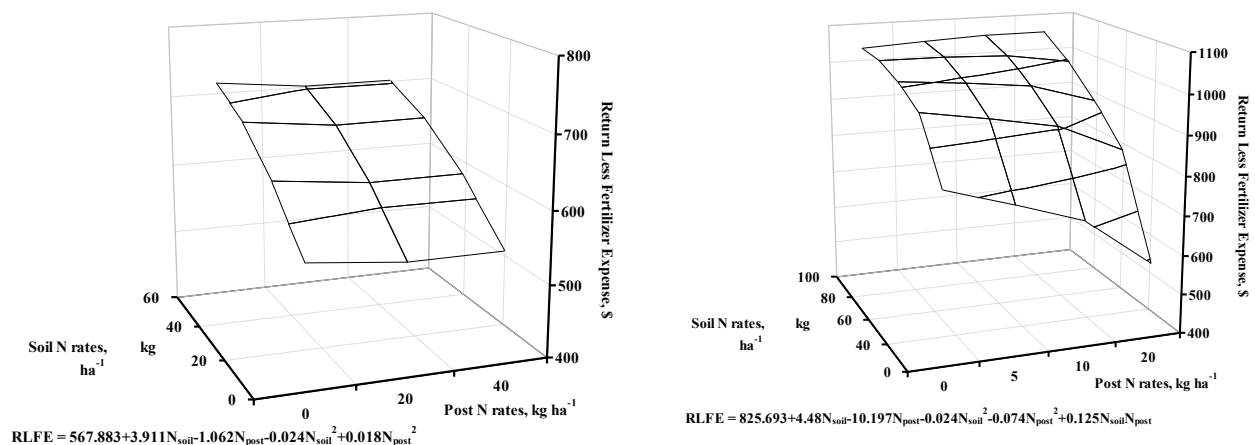 800
700
600
500
400
Return Less Fertilizer Expense, $
60
40
20
0
Soil N rates, kg
ha⁻¹
0
20
40
Post N rates, kg ha⁻¹
RLFE = 567.883+3.911Nsoil-1.062Npost-0.024Nsoil²+0.018Npost²
1100
1000
900
800
700
600
500
400
Return Less Fertilizer Expense, $
100
80
60
40
0
Soil N rates, kg
ha⁻¹
0
5
10
20
Post N rates, kg ha⁻¹
RLFE = 825.693+4.48Nsoil-10.197Npost-0.024Nsoil²-0.074Npost²+0.125NsoilNpost